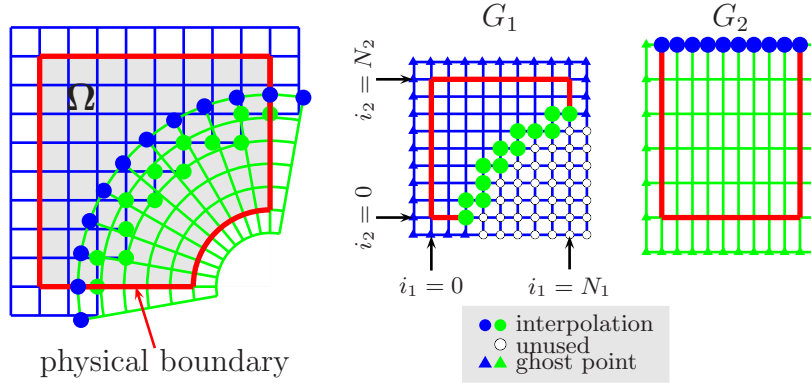 G₁
G₂
Ω
i₂ = N₂
i₂ = 0
i₁ = 0
i₁ = N₁
physical boundary
interpolation
unused
ghost point